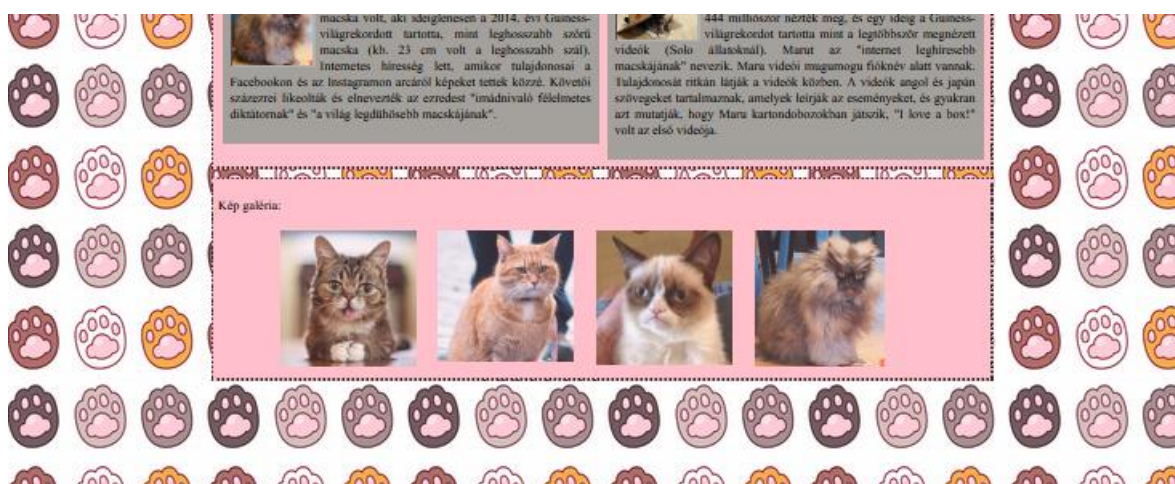 macska volt, aki ideiglenesen a 2014. évi Guiness-
világrekordott tartotta, mint leghosszabb szőrű
macska (kb. 23 cm volt a leghosszabb szál).
Internetes híresség lett, amikor tulajdonosai a
Facebookon és az Instagramon arcáról képeket tettek közzé. Követői
százezrei likeolták és elnevezték az ezredest "imádnivaló félelmetes
diktátornak" és "a világ legdühösebb macskájának".
444 milliószor nézték meg, és egy ideig a Guiness-
világrekordot tartotta mint a legtöbbször megnézett
videók (Solo állatoknál). Marut az "internet leghíresebb
macskájának" nevezik. Maru videói mugumogu fióknév alatt vannak.
Tulajdonosát ritkán látják a videók közben. A videók angol és japán
szövegeket tartalmaznak, amelyek leírják az eseményeket, és gyakran
azt mutatják, hogy Maru kartondobozokban játszik, "I love a box!"
volt az első videója.
Kép galéria: